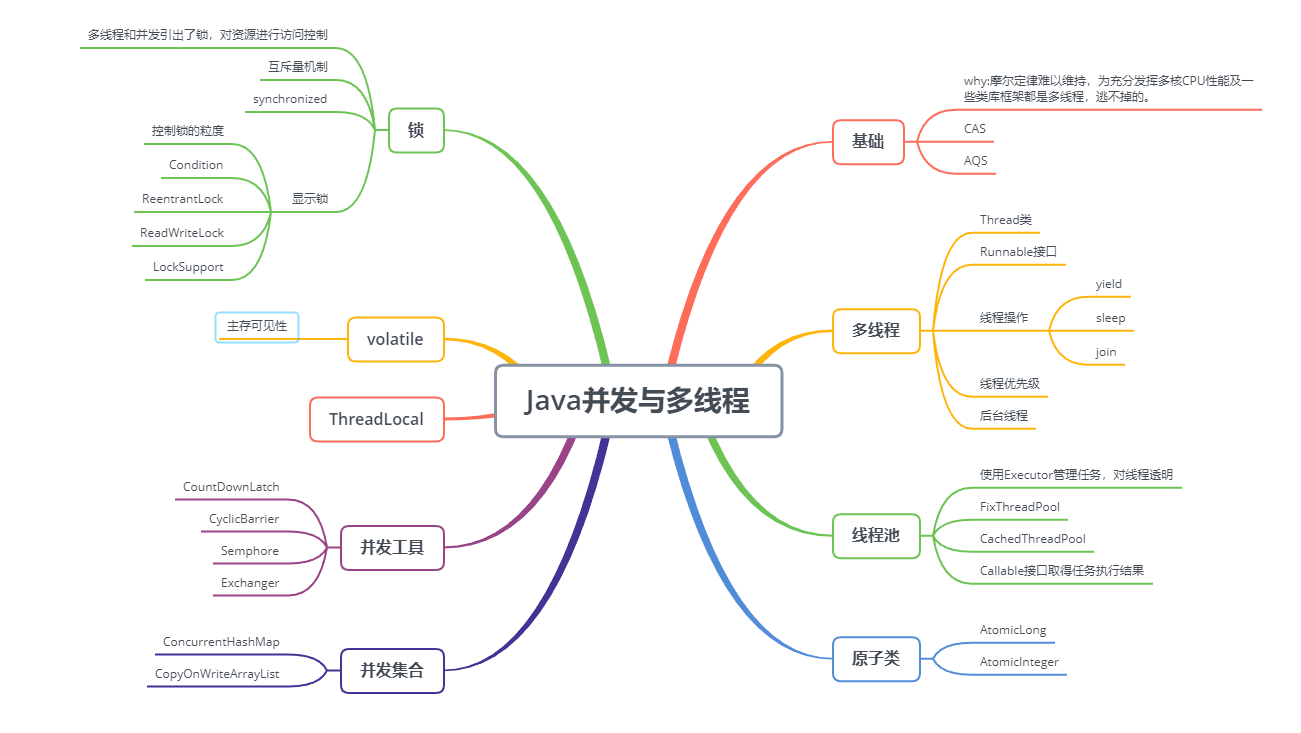 Java并发与多线程
基础
why:摩尔定律难以维持，为充分发挥多核CPU性能及一
些类库框架都是多线程，逃不掉的。
CAS
AQS
多线程
Thread类
Runnable接口
线程操作
yield
sleep
join
线程优先级
后台线程
线程池
使用Executor管理任务，对线程透明
FixThreadPool
CachedThreadPool
Callable接口取得任务执行结果
原子类
AtomicLong
AtomicInteger
锁
多线程和并发引出了锁，对资源进行访问控制
互斥量机制
synchronized
显示锁
控制锁的粒度
Condition
ReentrantLock
ReadWriteLock
LockSupport
volatile
主存可见性
ThreadLocal
并发工具
CountDownLatch
CyclicBarrier
Semphore
Exchanger
并发集合
ConcurrentHashMap
CopyOnWriteArrayList